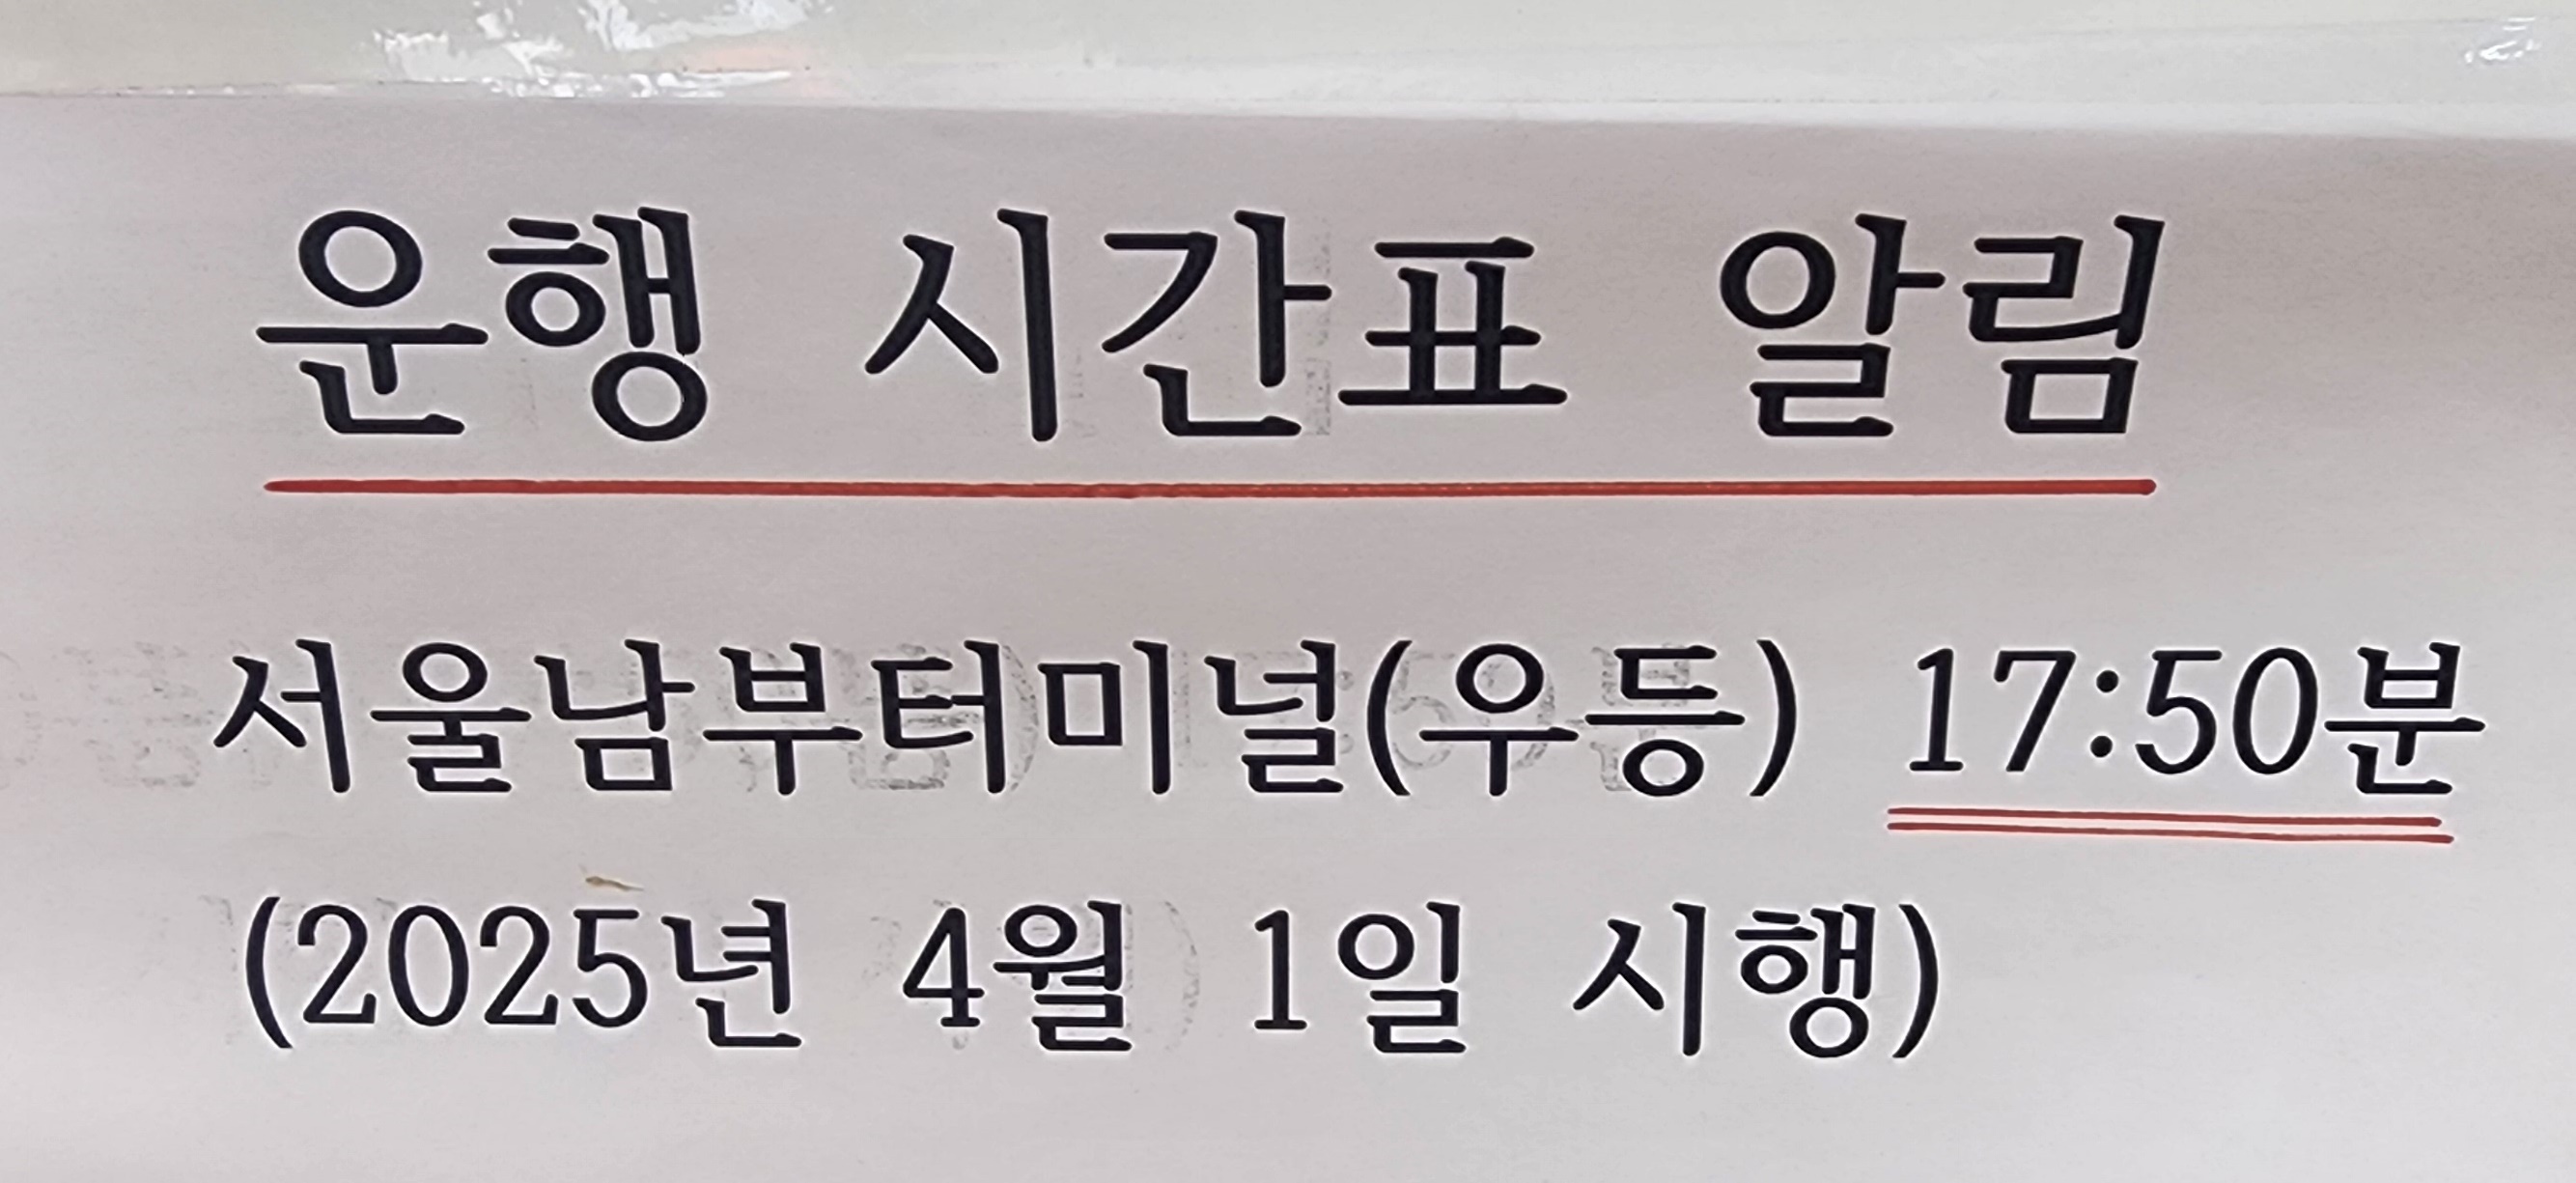 운행 시간표 알림
서울남부터미널(우등) 17:50분
(2025년 4월 1일 시행)